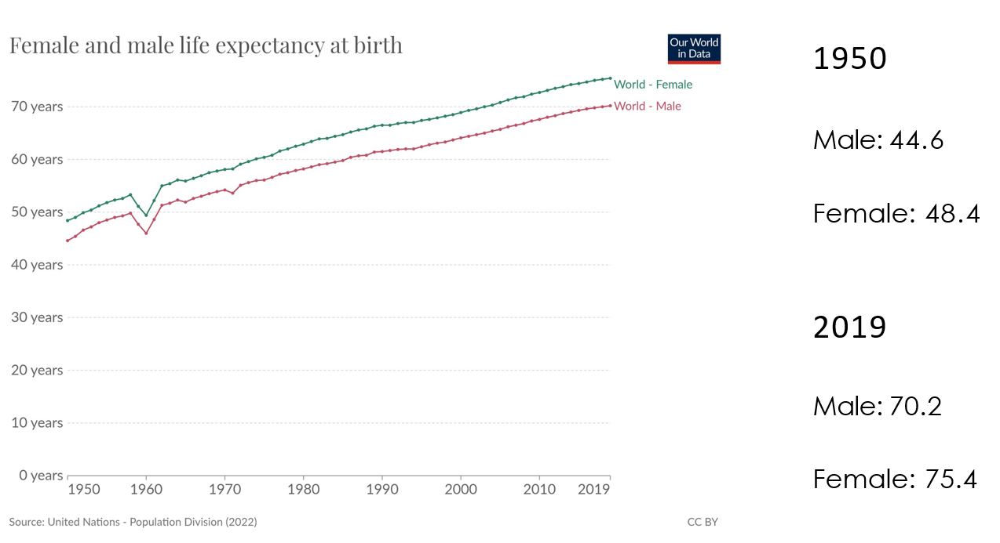 Female and male life expectancy at birth
Our World
in Data
World - Female
World - Male
70 years
60 years
50 years
40 years
30 years
20 years
10 years
0 years
1950 1960 1970 1980 1990 2000 2010 2019
Source: United Nations - Population Division (2022)
CC BY
1950
Male: 44.6
Female: 48.4
2019
Male: 70.2
Female: 75.4